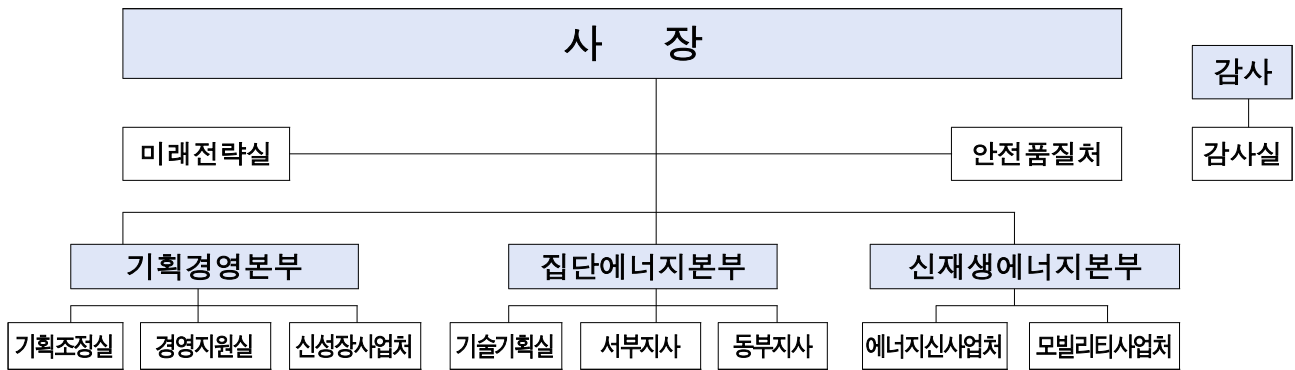 사 장
감사
미래전략실
안전품질처
감사실
기획경영본부
집단에너지본부
신재생에너지본부
기획조정실
경영지원실
신성장사업처
기술기획실
서부지사
동부지사
에너지신사업처
모빌리티사업처